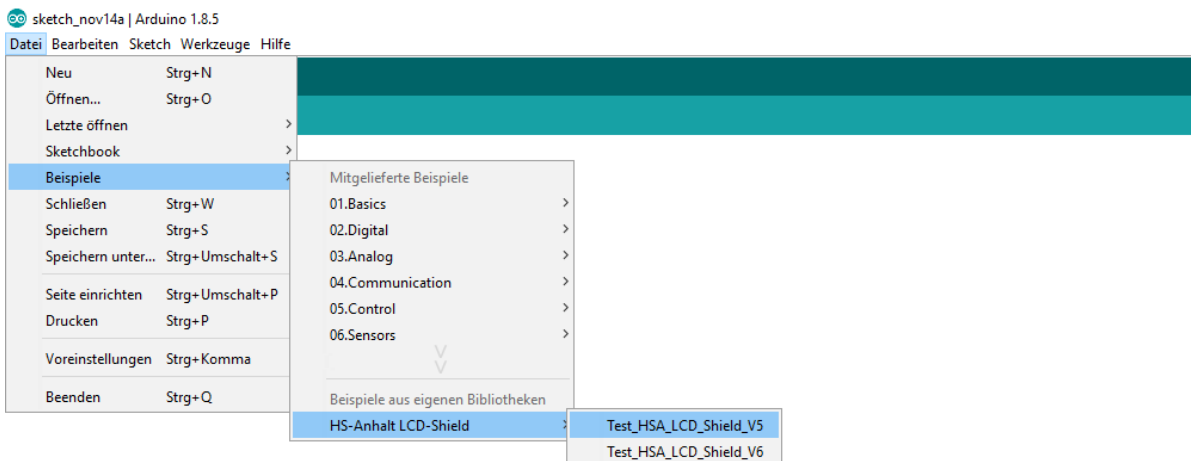 sketch_nov14a | Arduino 1.8.5
Datei Bearbeiten Sketch Werkzeuge Hilfe
Neu Strg+N
Öffnen... Strg+O
Letzte öffnen
Sketchbook
Beispiele
Schließen Strg+W
Speichern Strg+S
Speichern unter... Strg+Umschalt+S
Seite einrichten Strg+Umschalt+P
Drucken Strg+P
Voreinstellungen Strg+Komma
Beenden Strg+Q
Mitgelieferte Beispiele
01.Basics
02.Digital
03.Analog
04.Communication
05.Control
06.Sensors
Beispiele aus eigenen Bibliotheken
HS-Anhalt LCD-Shield
Test_HSA_LCD_Shield_V5
Test_HSA_LCD_Shield_V6